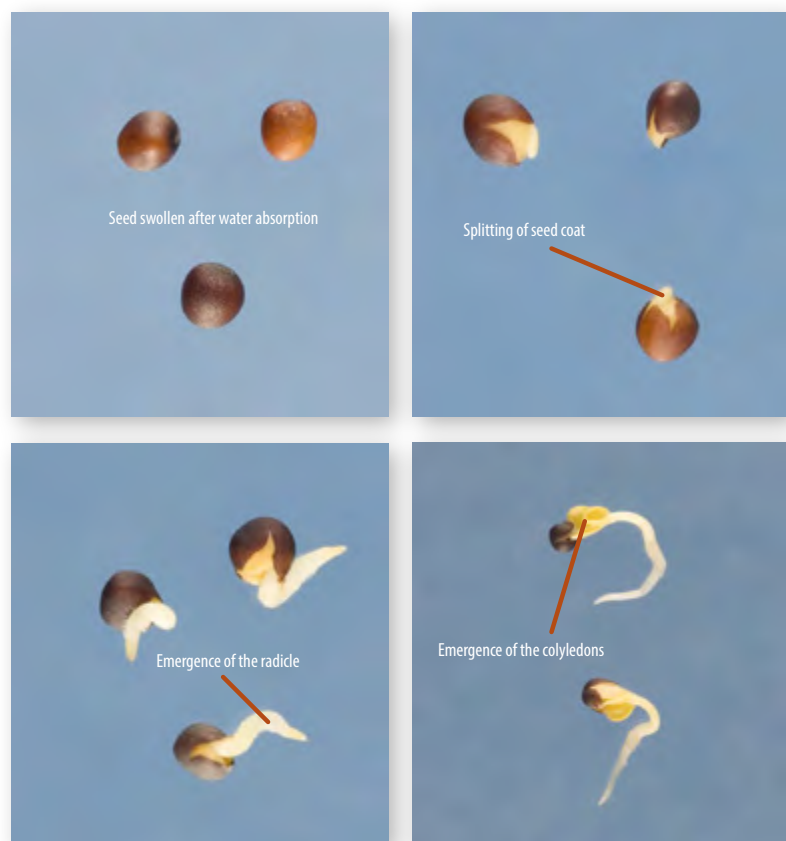 Seed swollen after water absorption
Splitting of seed coat
Emergence of the radicle
Emergence of the colyledons